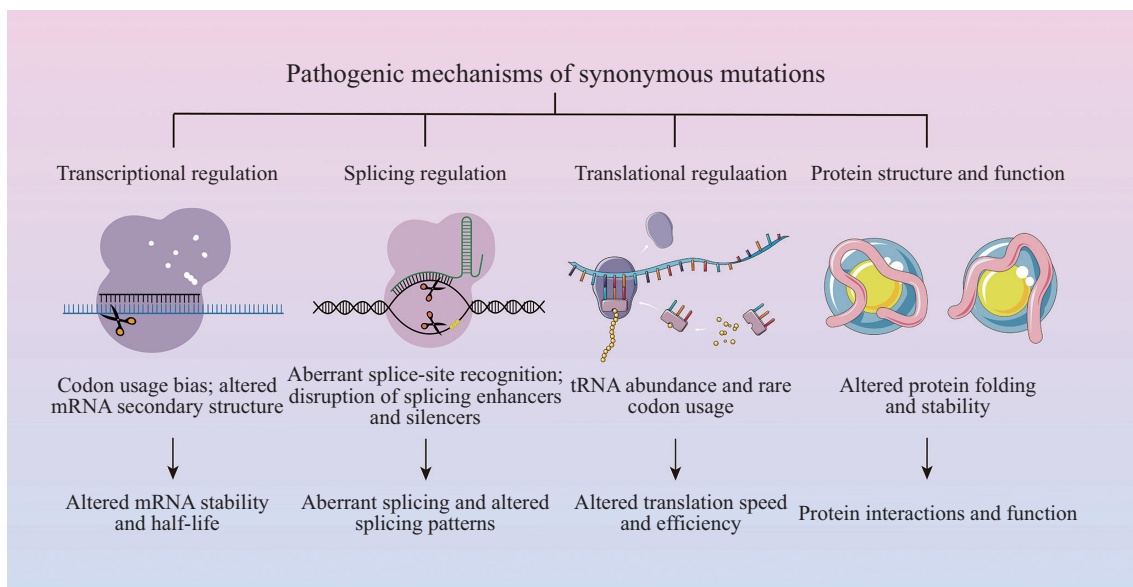 Pathogenic mechanisms of synonymous mutations
Transcriptional regulation
Splicing regulation
Translational regulaation
Protein structure and function
Codon usage bias; altered
mRNA secondary structure
Aberrant splice-site recognition;
disruption of splicing enhancers
and silencers
tRNA abundance and rare
codon usage
Altered protein folding
and stability
Altered mRNA stability
and half-life
Aberrant splicing and altered
splicing patterns
Altered translation speed
and efficiency
Protein interactions and function